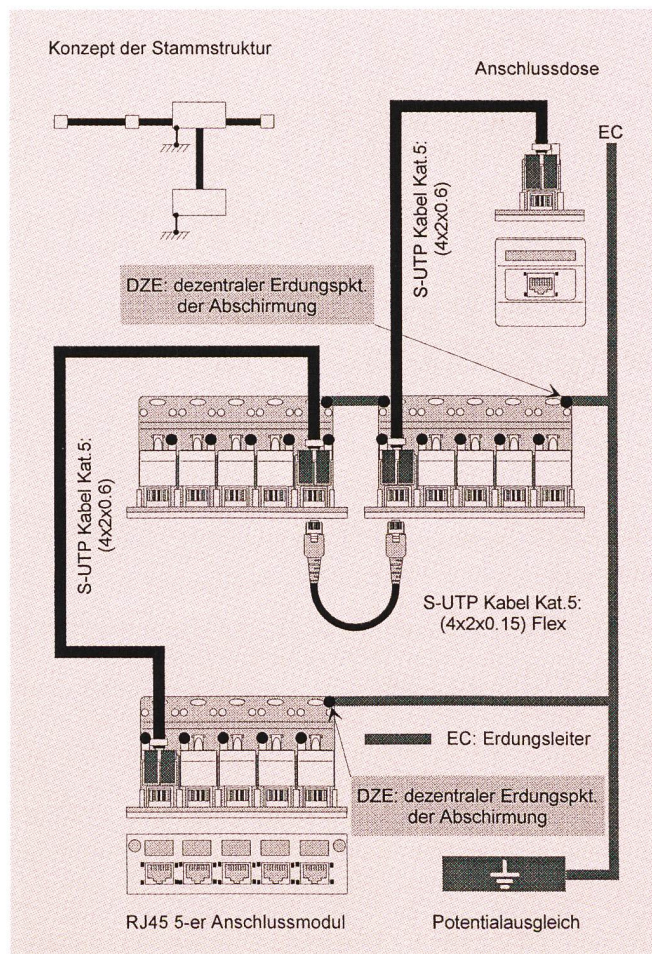 Konzept der Stammstruktur
Anschlussdose
EC
S-UTP Kabel Kat.5:
(4x2x0.6)
DZE: dezentraler Erdungspkt.
der Abschirmung
S-UTP Kabel Kat.5:
(4x2x0.6)
S-UTP Kabel Kat.5:
(4x2x0.15) Flex
EC: Erdungsleiter
DZE: dezentraler Erdungspkt.
der Abschirmung
RJ45 5-er Anschlussmodul
Potentialausgleich